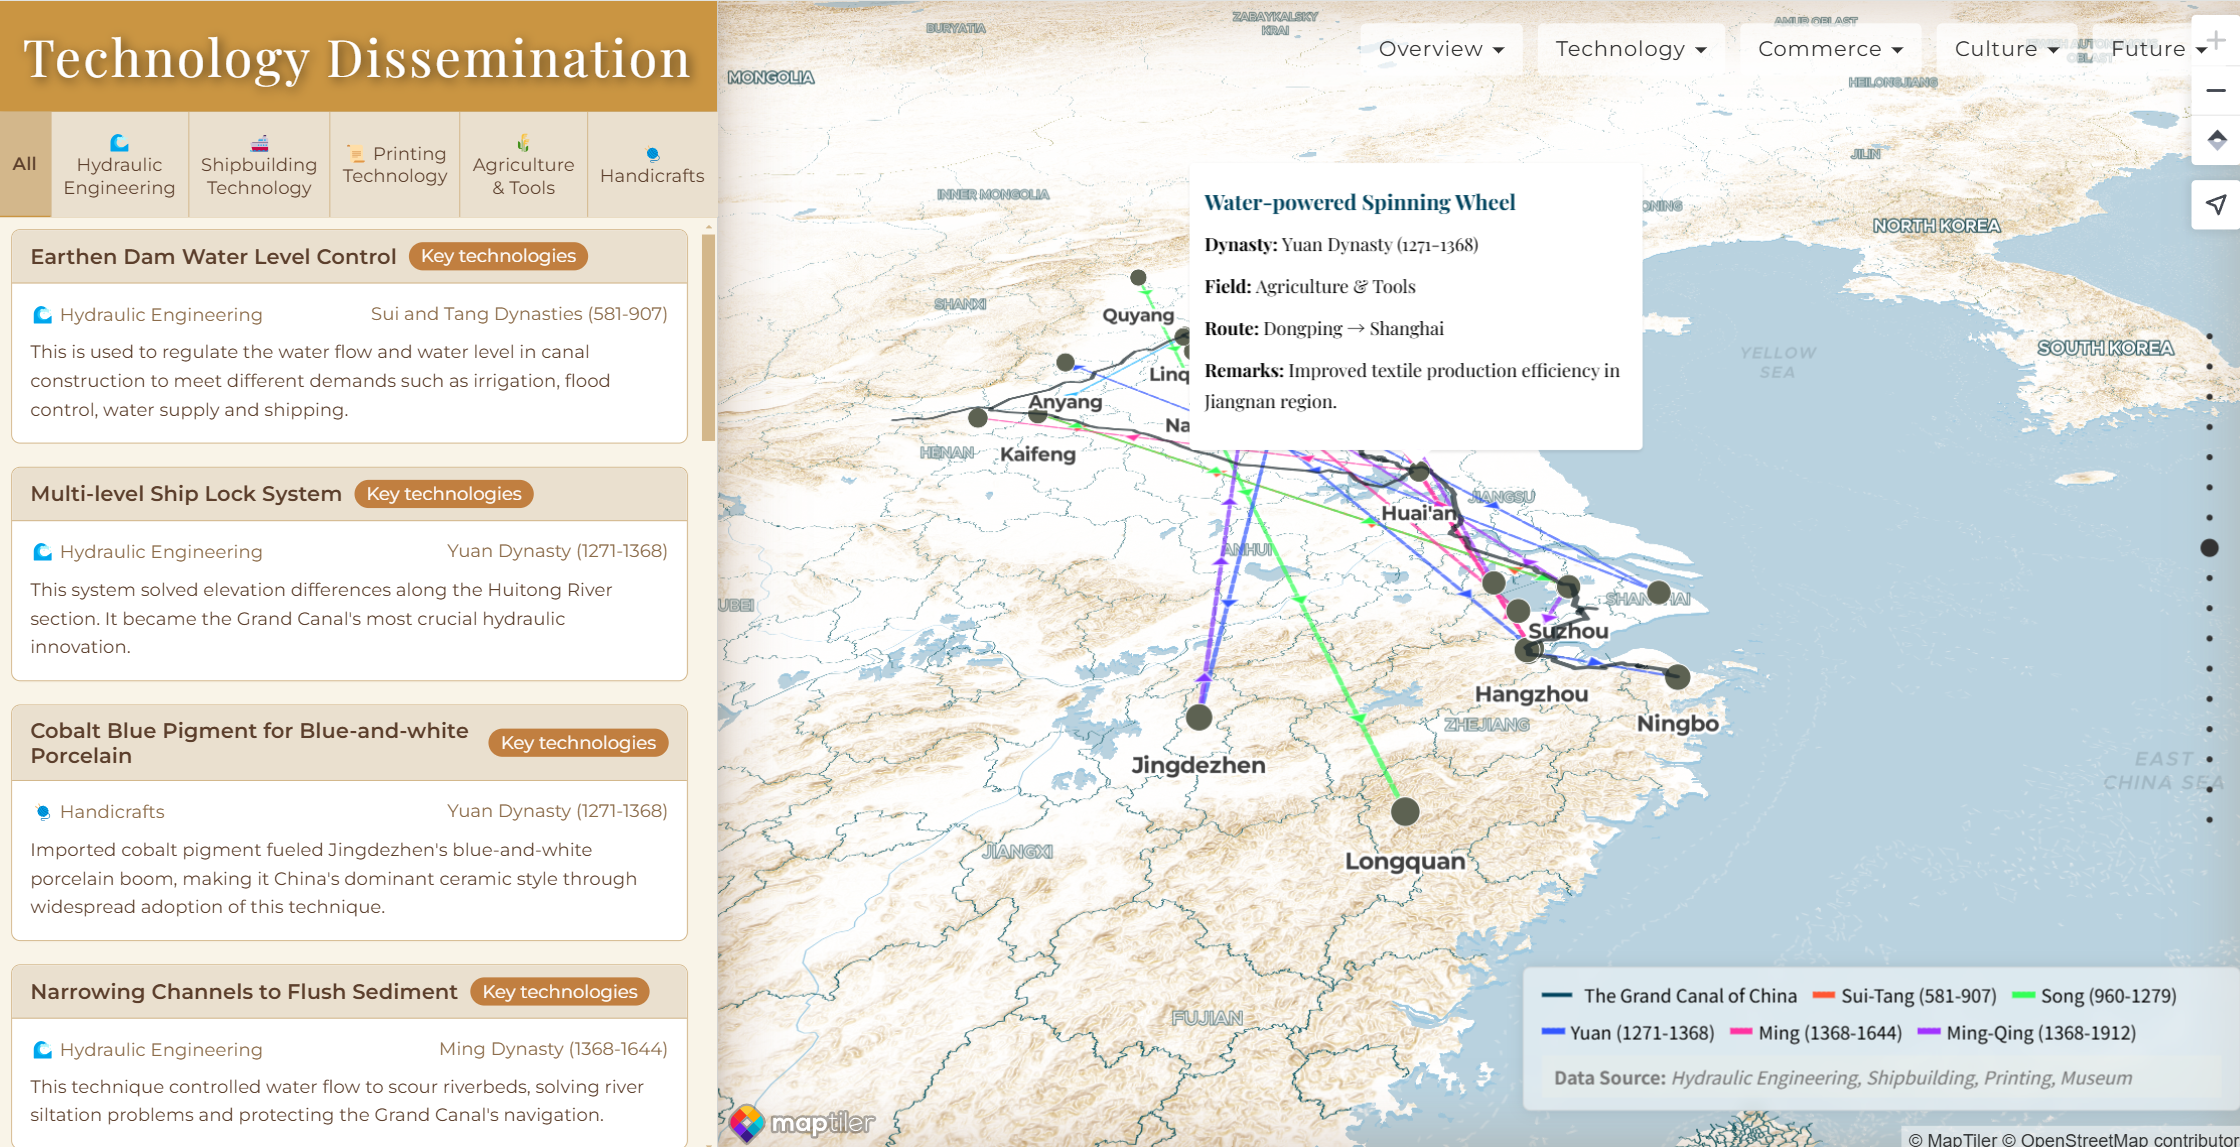 Technology Dissemination
All
Hydraulic
Engineering
Shipbuilding
Technology
Printing
Technology
Agriculture
& Tools
Handicrafts
Earthen Dam Water Level Control
Key technologies
Hydraulic Engineering
Sui and Tang Dynasties (581-907)
This is used to regulate the water flow and water level in canal
construction to meet different demands such as irrigation, flood
control, water supply and shipping.
Multi-level Ship Lock System
Key technologies
Hydraulic Engineering
Yuan Dynasty (1271-1368)
This system solved elevation differences along the Huitong River
section. It became the Grand Canal's most crucial hydraulic
innovation.
Cobalt Blue Pigment for Blue-and-white
Porcelain
Key technologies
Handicrafts
Yuan Dynasty (1271-1368)
Imported cobalt pigment fueled Jingdezhen's blue-and-white
porcelain boom, making it China's dominant ceramic style through
widespread adoption of this technique.
Narrowing Channels to Flush Sediment
Key technologies
Hydraulic Engineering
Ming Dynasty (1368-1644)
This technique controlled water flow to scour riverbeds, solving river
siltation problems and protecting the Grand Canal's navigation.
Overview
Technology
Commerce
Culture
Future
BURYATIA
ZABAYKALSKY
KRAI
AMUR OBLAST
MONGOLIA
HEILONGJIANG
JILIN
INNER MONGOLIA
ONING
NORTH KOREA
SHANXI
SOUTH KOREA
YELLOW
SEA
Water-powered Spinning Wheel
Dynasty: Yuan Dynasty (1271-1368)
Field: Agriculture & Tools
Route: Dongping → Shanghai
Remarks: Improved textile production efficiency in
Jiangnan region.
Quyang
Linq
Anyang
Na
HENAN
Kaifeng
JIANGSU
Huai'an
ANHUI
UBEI
SHAN HAI
Suzhou
Hangzhou
ZHEJIANG
Ningbo
Jingdezhen
EAST
CHINA SEA
JIANGXI
Longquan
FUJIAN
The Grand Canal of China
Sui-Tang (581-907)
Song (960-1279)
Yuan (1271-1368)
Ming (1368-1644)
Ming-Qing (1368-1912)
Data Source: Hydraulic Engineering, Shipbuilding, Printing, Museum
maptiler
© MapTiler © OpenStreetMap contributor